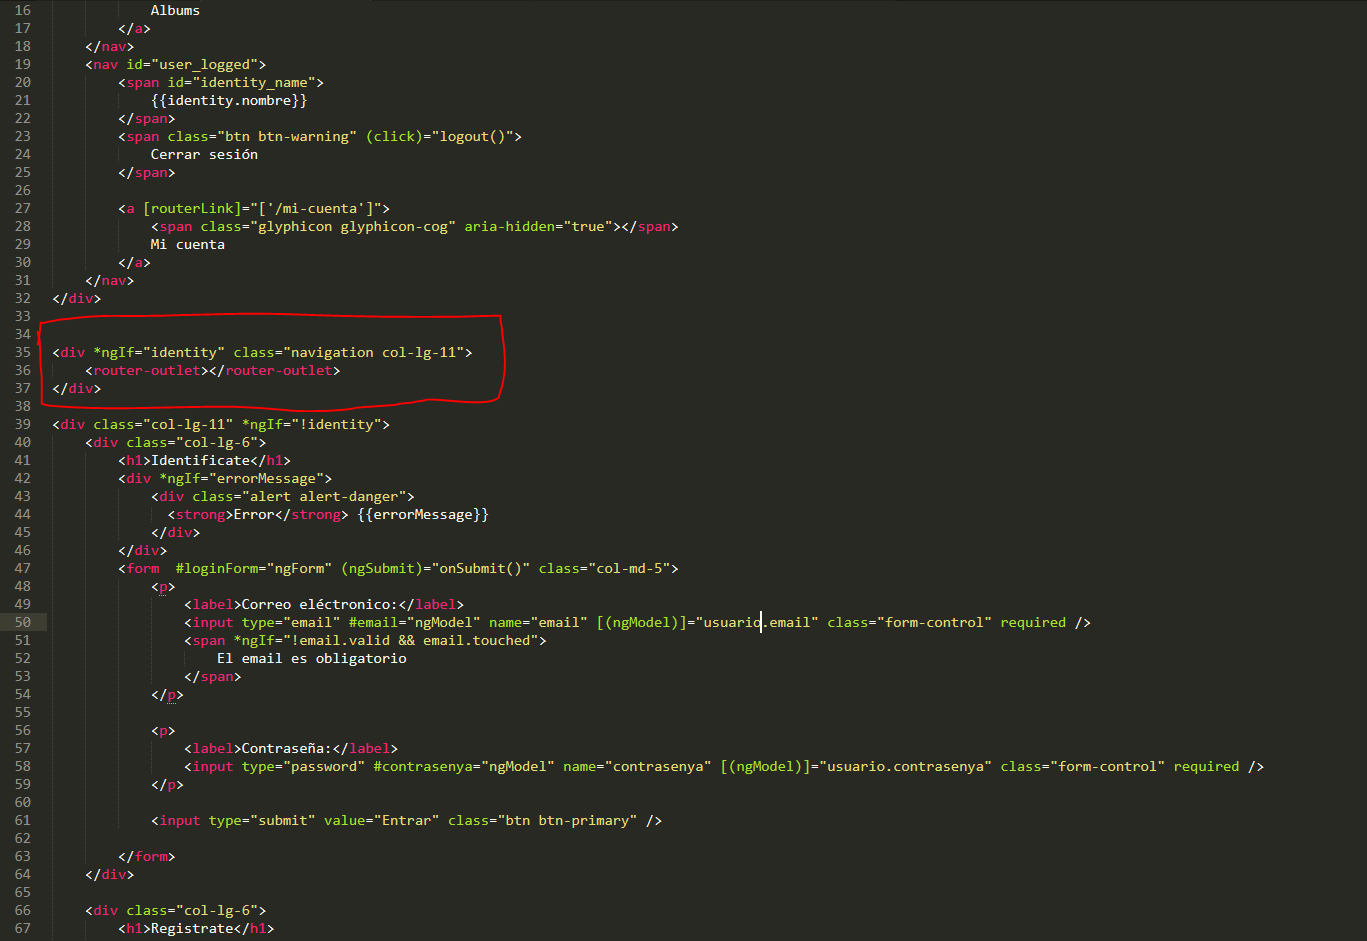 16 Albums
17 </a>
18 </nav>
19 <nav id="user_logged">
20 <span id="identity_name">
21 {{identity.nombre}}
22 </span>
23 <span class="btn btn-warning" (click)="logout()">
24 Cerrar sesión
25 </span>
26
27 <a [routerLink]="['/mi-cuenta']">
28 <span class="glyphicon glyphicon-cog" aria-hidden="true"></span>
29 Mi cuenta
30 </a>
31 </nav>
32 </div>
33
34
35 <div *ngIf="identity" class="navigation col-lg-11">
36 <router-outlet></router-outlet>
37 </div>
38
39 <div class="col-lg-11" *ngIf="!identity">
40 <div class="col-lg-6">
41 <h1>Identificate</h1>
42 <div *ngIf="errorMessage">
43 <div class="alert alert-danger">
44 <strong>Error</strong> {{errorMessage}}
45 </div>
46 </div>
47 <form  #loginForm="ngForm" (ngSubmit)="onSubmit()" class="col-md-5">
48 <p>
49 <label>Correo eléctronico:</label>
50 <input type="email" #email="ngModel" name="email" [(ngModel)]="usuario.email" class="form-control" required />
51 <span *ngIf="!email.valid && email.touched">
52 El email es obligatorio
53 </span>
54 </p>
55
56 <p>
57 <label>Contraseña:</label>
58 <input type="password" #contrasenya="ngModel" name="contrasenya" [(ngModel)]="usuario.contrasenya" class="form-control" required />
59 </p>
60
61 <input type="submit" value="Entrar" class="btn btn-primary" />
62
63 </form>
64 </div>
65
66 <div class="col-lg-6">
67 <h1>Registrate</h1>